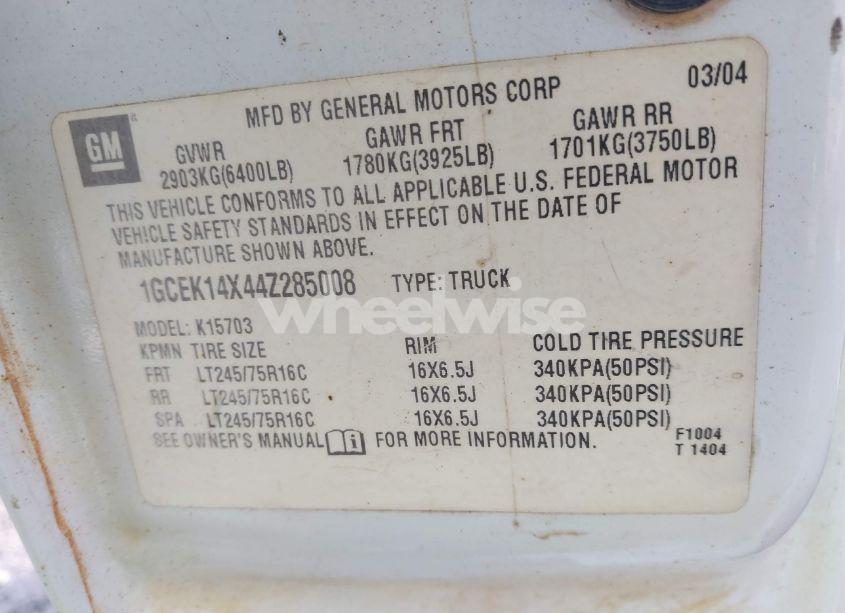 03/04
MFD BY GENERAL MOTORS CORP
GM
GVWR GAWR FRT GAWR RR
2903KG(6400LB) 1780KG(3925LB) 1701KG(3750LB)
THIS VEHICLE CONFORMS TO ALL APPLICABLE U.S. FEDERAL MOTOR
VEHICLE SAFETY STANDARDS IN EFFECT ON THE DATE OF
MANUFACTURE SHOWN ABOVE.
1GCEK14X44Z285008 TYPE: TRUCK
wheelwise
MODEL: K15703
KPMN TIRE SIZE RIM COLD TIRE PRESSURE
FRT LT245/75R16C 16X6.5J 340KPA(50PSI)
RR LT245/75R16C 16X6.5J 340KPA(50PSI)
SPA LT245/75R16C 16X6.5J 340KPA(50PSI)
SEE OWNER'S MANUAL i FOR MORE INFORMATION.
F1004
T 1404